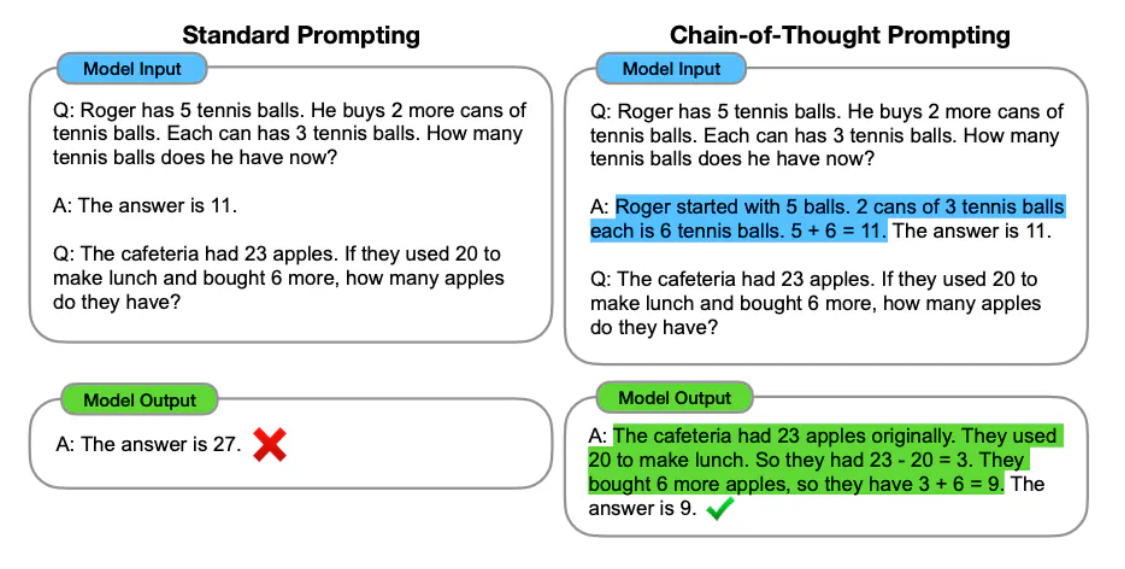 Standard Prompting
Model Input
Q: Roger has 5 tennis balls. He buys 2 more cans of
tennis balls. Each can has 3 tennis balls. How many
tennis balls does he have now?
A: The answer is 11.
Q: The cafeteria had 23 apples. If they used 20 to
make lunch and bought 6 more, how many apples
do they have?
Model Output
A: The answer is 27.
Chain-of-Thought Prompting
Model Input
Q: Roger has 5 tennis balls. He buys 2 more cans of
tennis balls. Each can has 3 tennis balls. How many
tennis balls does he have now?
A: Roger started with 5 balls. 2 cans of 3 tennis balls
each is 6 tennis balls. 5 + 6 = 11. The answer is 11.
Q: The cafeteria had 23 apples. If they used 20 to
make lunch and bought 6 more, how many apples
do they have?
Model Output
A: The cafeteria had 23 apples originally. They used
20 to make lunch. So they had 23 - 20 = 3. They
bought 6 more apples, so they have 3 + 6 = 9. The
answer is 9.